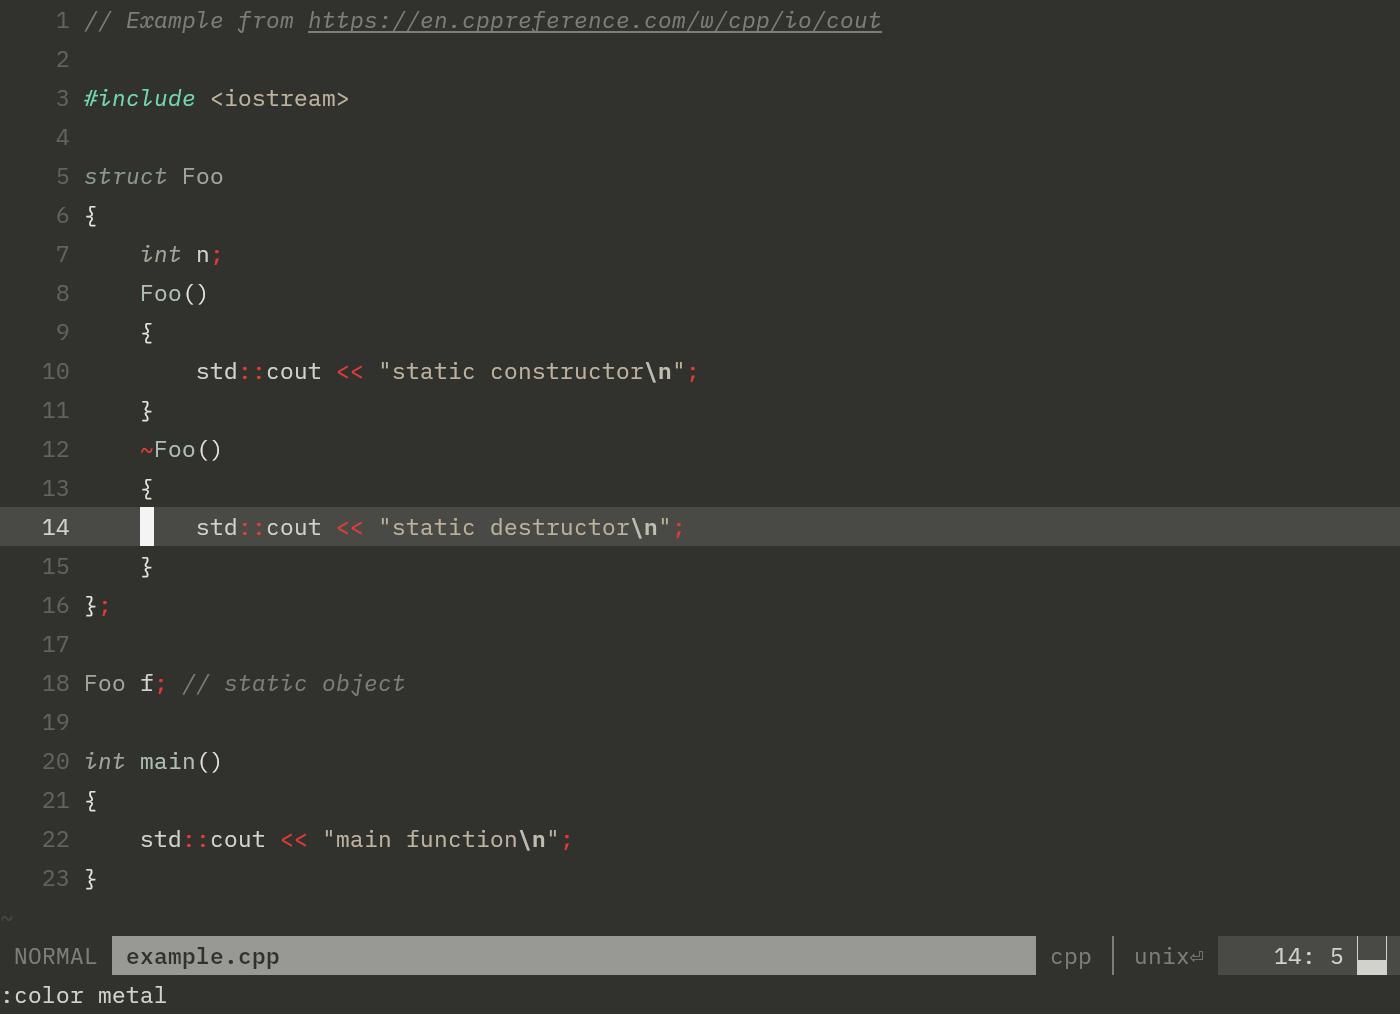 1 // Example from https://en.cppreference.com/w/cpp/io/cout
2
3 #include <iostream>
4
5 struct Foo
6 {
7     int n;
8     Foo()
9     {
10         std::cout << "static constructor\n";
11     }
12     ~Foo()
13     {
14         std::cout << "static destructor\n";
15     }
16 };
17
18 Foo f; // static object
19
20 int main()
21 {
22     std::cout << "main function\n";
23 }
~
NORMAL example.cpp cpp | unix⏎ 14: 5
:color metal